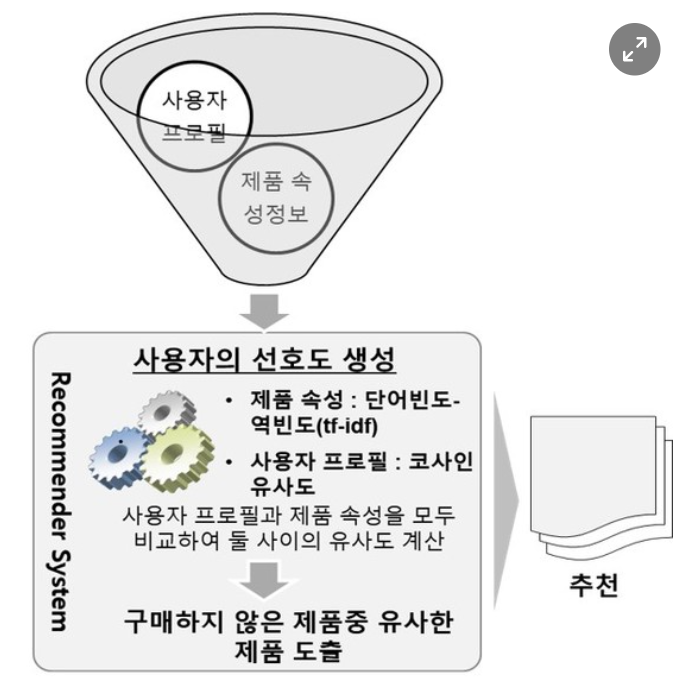 사용자
프로필
제품 속
성정보
사용자의 선호도 생성
Recommender System
• 제품 속성 : 단어빈도-
역빈도(tf-idf)
• 사용자 프로필 : 코사인
유사도
사용자 프로필과 제품 속성을 모두
비교하여 둘 사이의 유사도 계산
구매하지 않은 제품중 유사한
제품 도출
추천